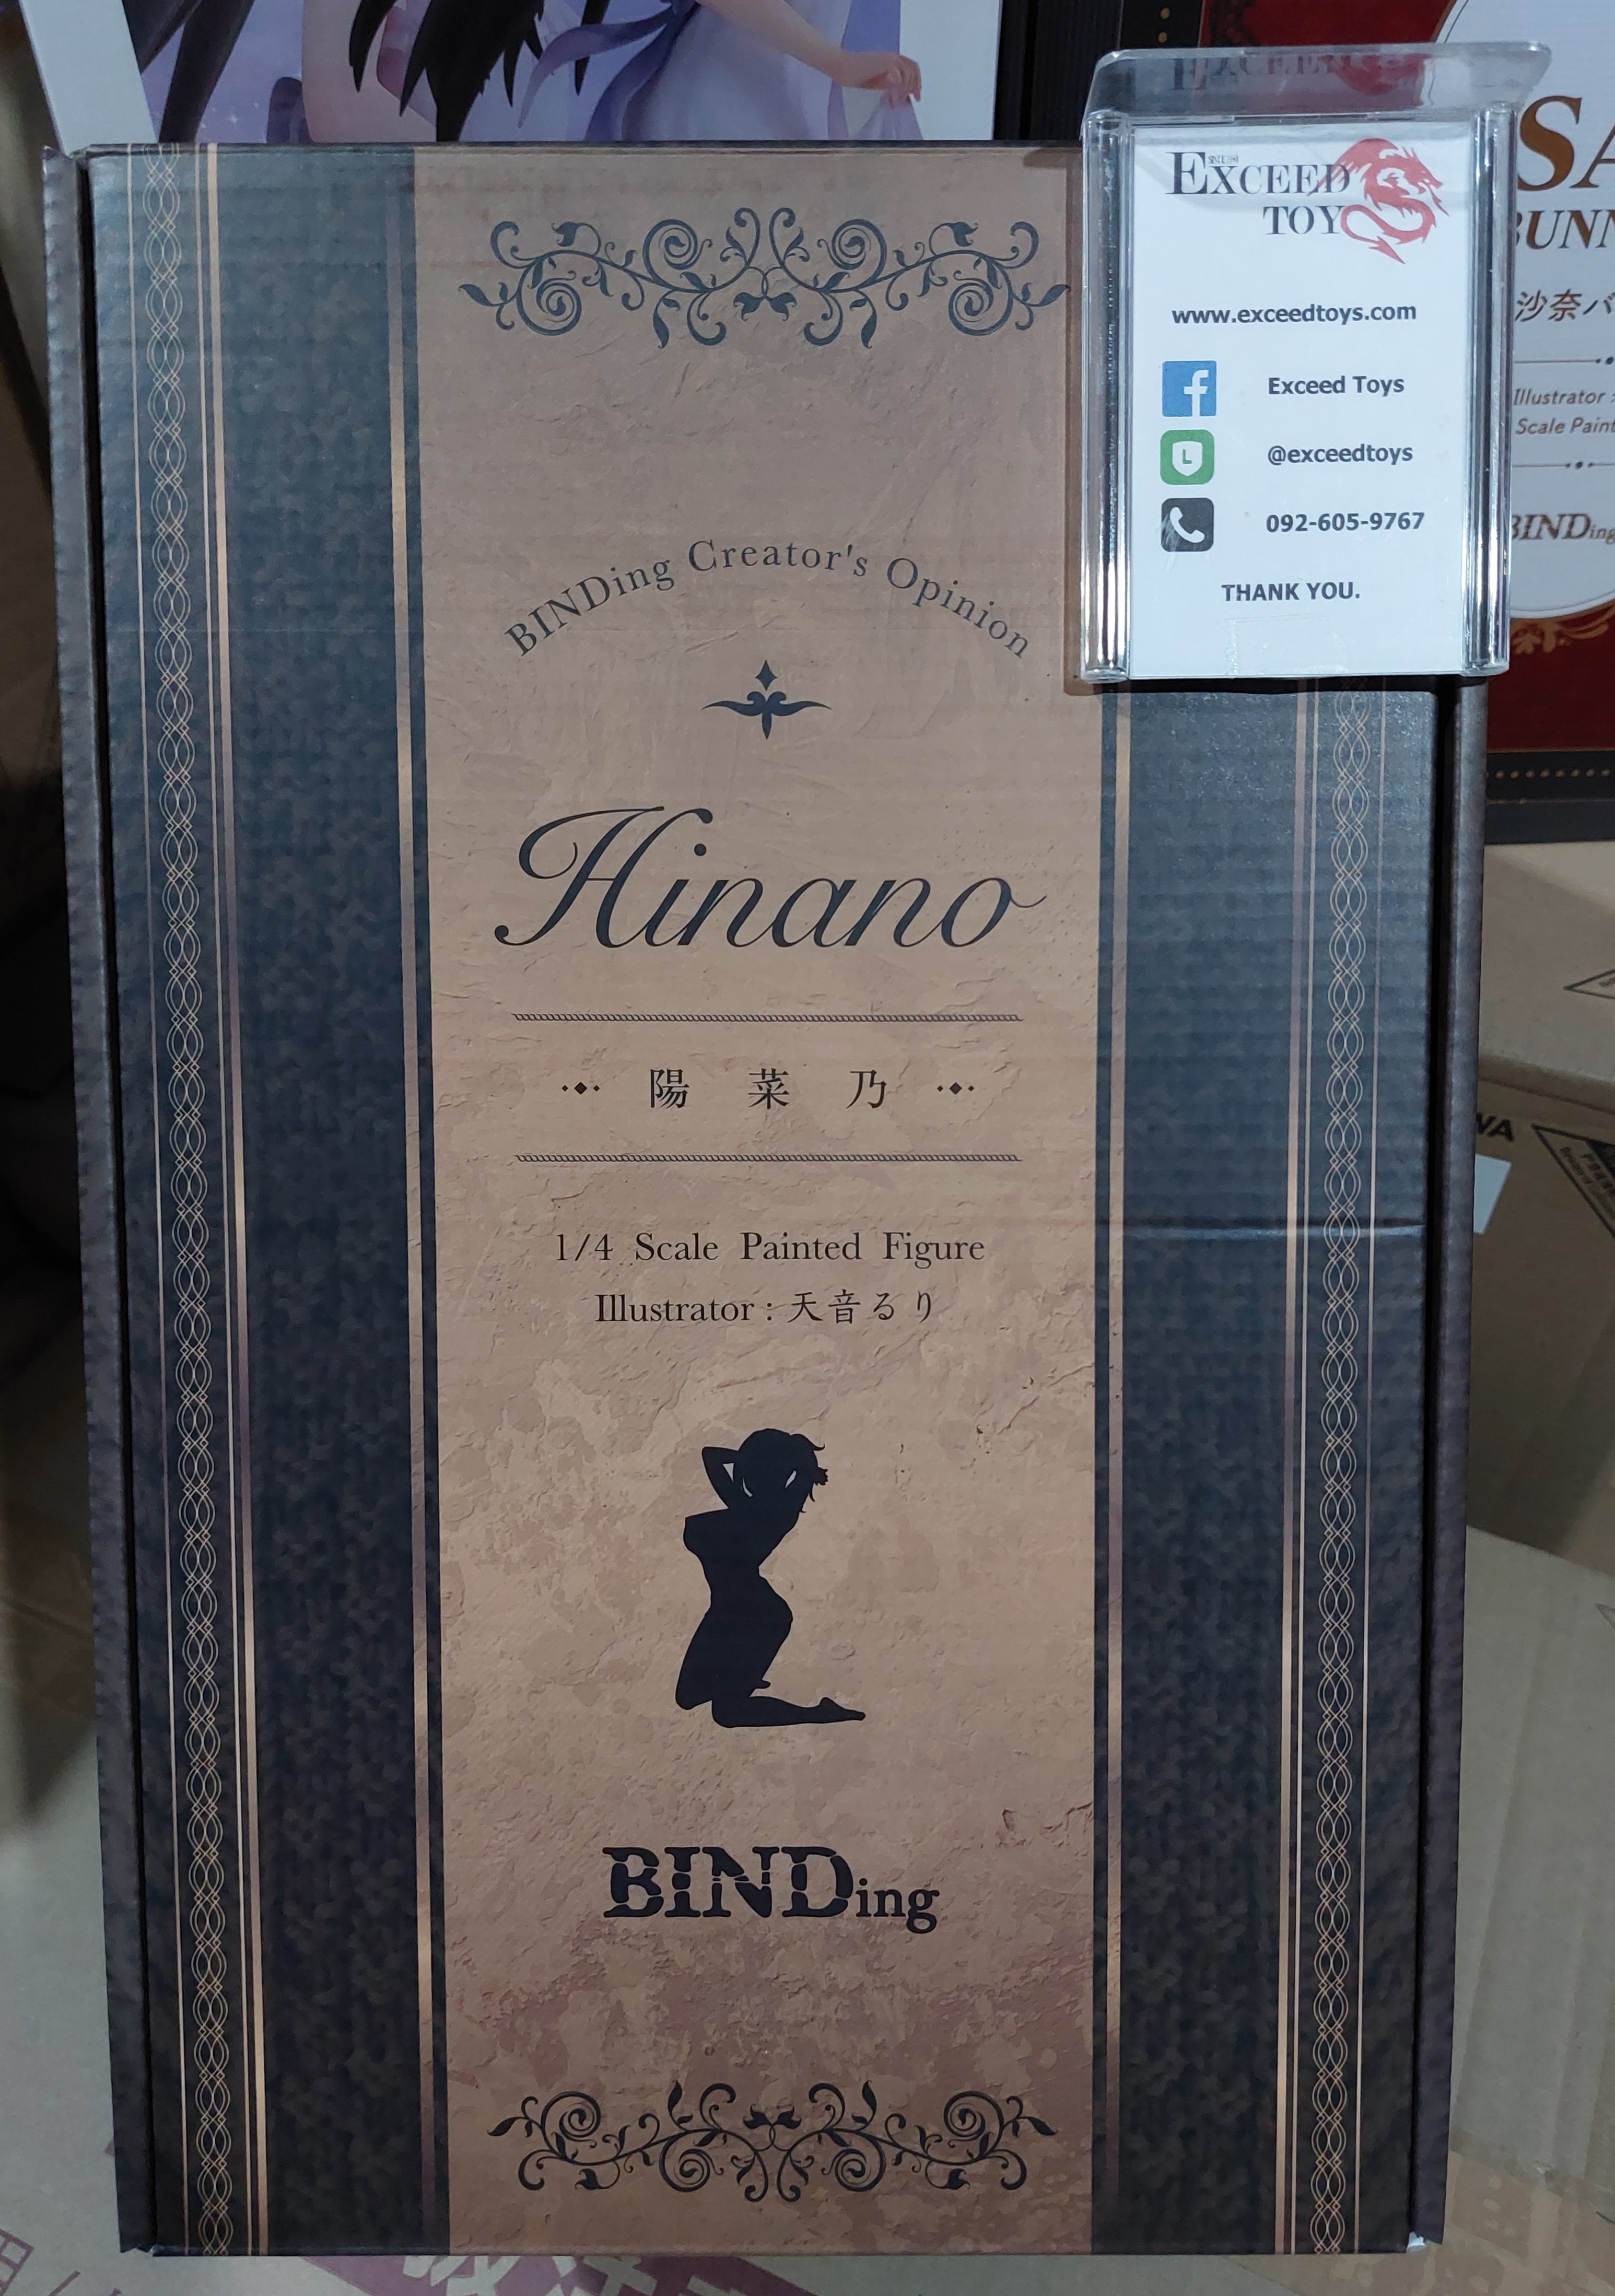 BINDing Creator's Opinion
Hinano
陽菜乃
1/4 Scale Painted Figure
Illustrator : 天音るり
BINDing
EXCEED
TOY
www.exceedtoys.com
Exceed Toys
L
@exceedtoys
092-605-9767
THANK YOU.
SA
BUNN
沙奈バ
Illustrator :
Scale Paint
BINDing